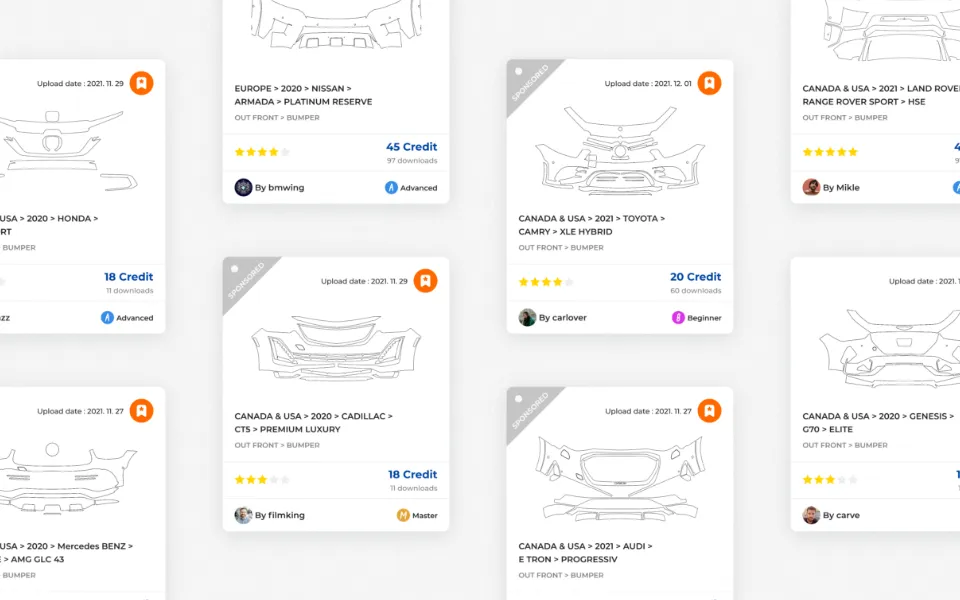 Upload date : 2021. 11. 29
USA > 2020 > HONDA >
RT
> BUMPER
18 Credit
11 downloads
zz
Advanced
Upload date : 2021. 11. 27
USA > 2020 > Mercedes BENZ >
> AMG GLC 43
> BUMPER
EUROPE > 2020 > NISSAN >
ARMADA > PLATINUM RESERVE
OUT FRONT > BUMPER
45 Credit
97 downloads
By bmwing
Advanced
SPONSORED
Upload date : 2021. 11. 29
CANADA & USA > 2020 > CADILLAC >
CT5 > PREMIUM LUXURY
OUT FRONT > BUMPER
18 Credit
11 downloads
By filmking
M Master
SPONSORED
Upload date : 2021. 12. 01
CANADA & USA > 2021 > TOYOTA >
CAMRY > XLE HYBRID
OUT FRONT > BUMPER
20 Credit
60 downloads
By carlover
Beginner
SPONSORED
Upload date : 2021. 11. 27
CANADA & USA > 2021 > AUDI >
E TRON > PROGRESSIV
OUT FRONT > BUMPER
CANADA & USA > 2021 > LAND ROVE
RANGE ROVER SPORT > HSE
OUT FRONT > BUMPER
4
9
By Mikle
Upload date : 2021. 1
CANADA & USA > 2020 > GENESIS >
G70 > ELITE
OUT FRONT > BUMPER
1
By carve